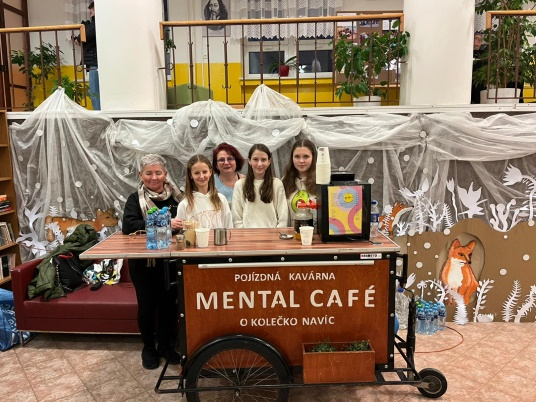 POJÍZDNÁ KAVÁRNA
MENTAL CAFÉ
O KOLEČKO NAVÍC